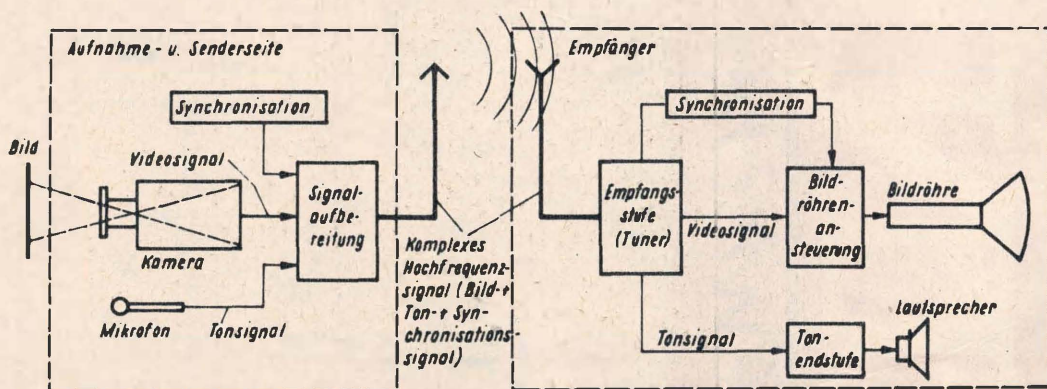 Aufnahme- u. Senderseite
Synchronisation
Bild
Videosignal
Signal-
aufbe-
reitung
Kamera
Mikrofon
Tonsignal
Komplexes
Hochfrequenz-
signal (Bild-+
Ton-+ Syn-
chronisations-
signal)
Empfänger
Synchronisation
Empfangs-
stufe
(Tuner)
Videosignal
Bild-
röhren-
an-
steuerung
Bildröhre
Tonsignal
Ton-
endstufe
Lautsprecher